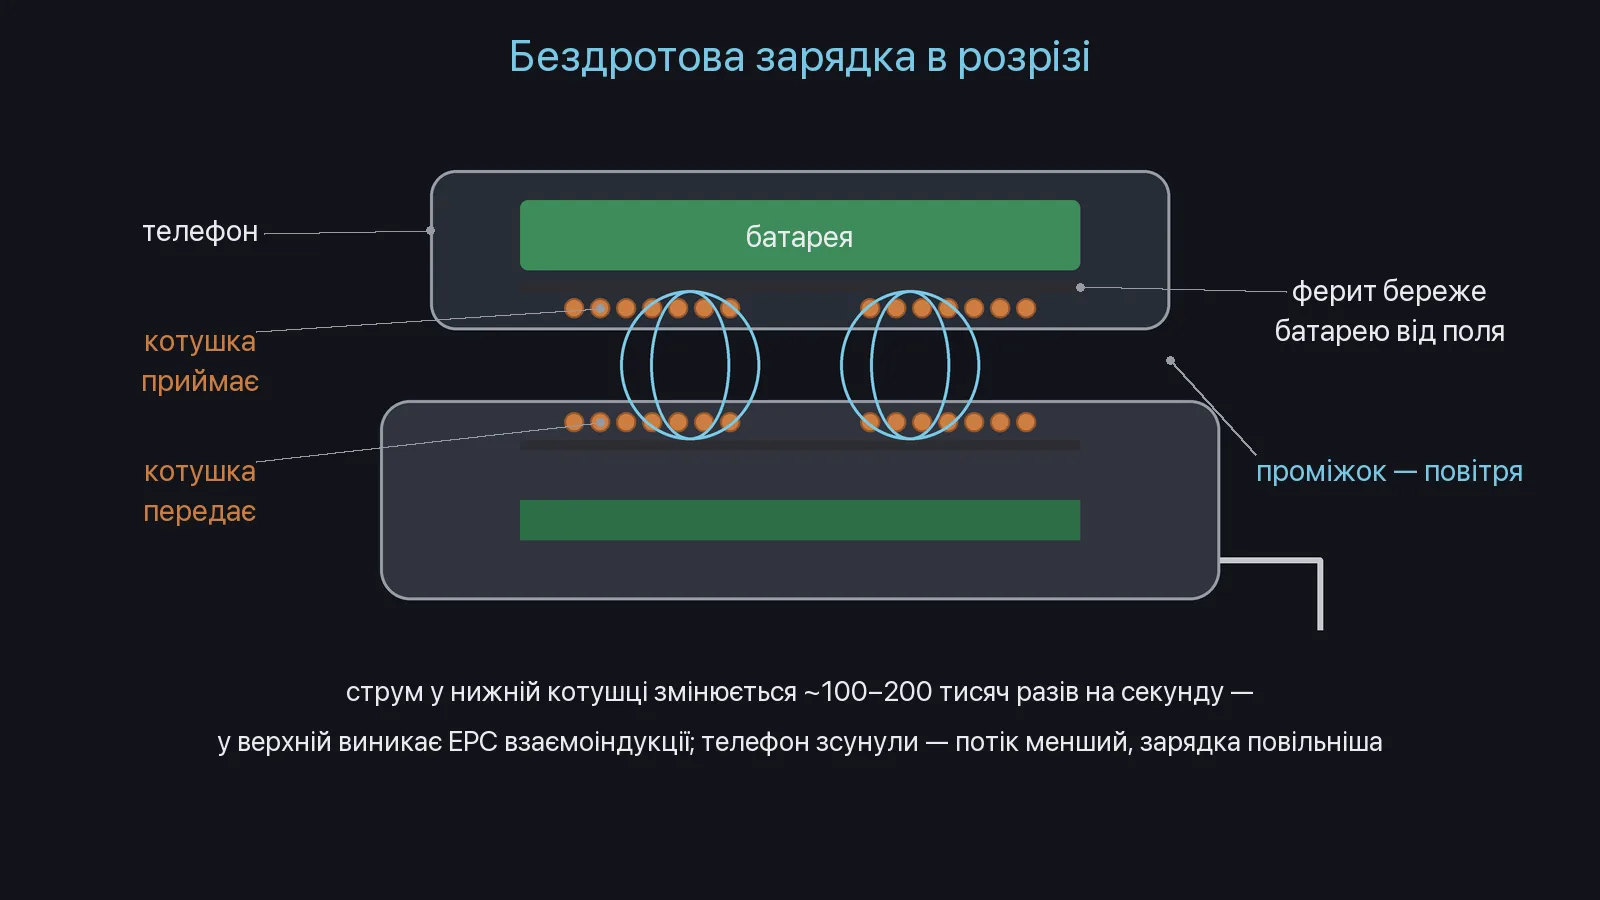 Бездротова зарядка в розрізі
телефон
батарея
ферит береже
батарею від поля
котушка
приймає
котушка
передає
проміжок — повітря
струм у нижній котушці змінюється ~100–200 тисяч разів на секунду —
у верхній виникає ЕРС взаємоіндукції; телефон зсунули — потік менший, зарядка повільніша